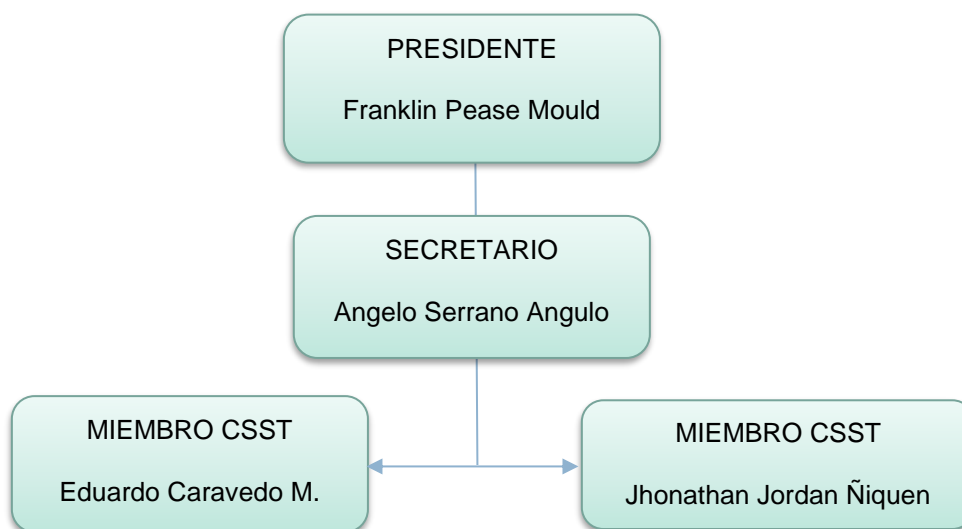 PRESIDENTE
Franklin Pease Mould
SECRETARIO
Angelo Serrano Angulo
MIEMBRO CSST
Eduardo Caravedo M.
MIEMBRO CSST
Jhonathan Jordan Ñiquen